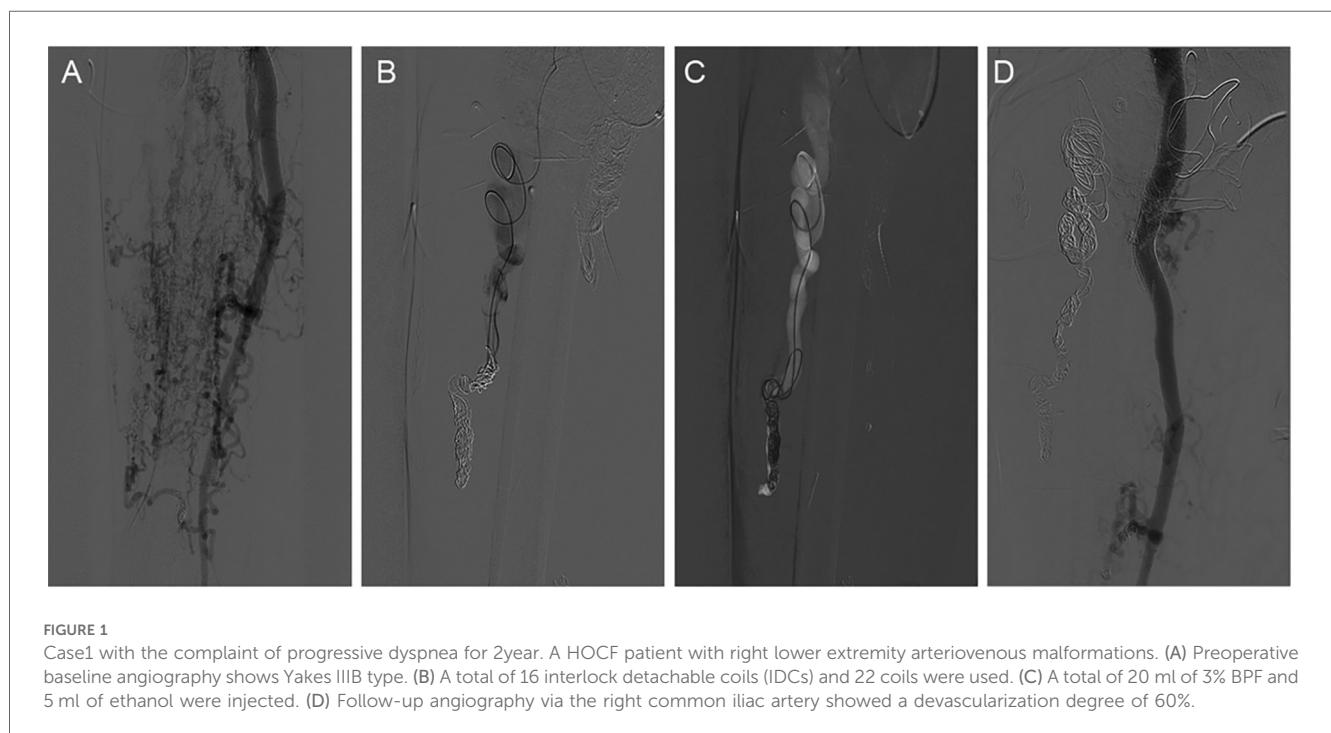 A
B
C
D
FIGURE 1
Case1 with the complaint of progressive dyspnea for 2year. A HOCF patient with right lower extremity arteriovenous malformations. (A) Preoperative
baseline angiography shows Yakes IIIB type. (B) A total of 16 interlock detachable coils (IDCs) and 22 coils were used. (C) A total of 20 ml of 3% BPF and
5 ml of ethanol were injected. (D) Follow-up angiography via the right common iliac artery showed a devascularization degree of 60%.